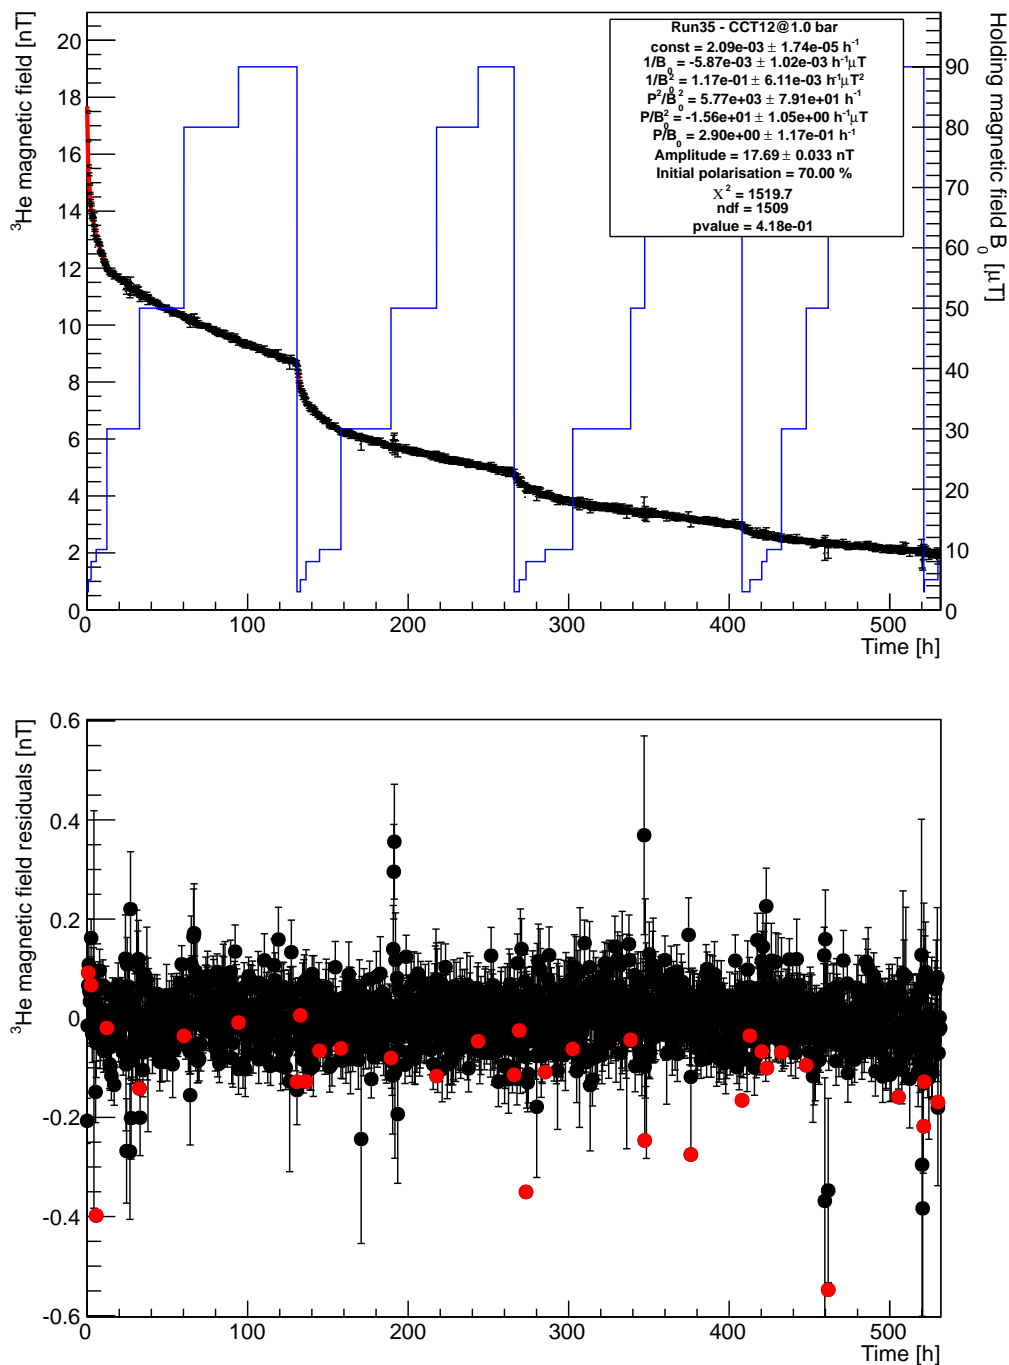 ³He magnetic field [nT]
20
18
16
14
12
10
8
6
4
2
0
Run35 - CCT12@1.0 bar
const = 2.09e-03 ± 1.74e-05 h⁻¹
1/B₀ = -5.87e-03 ± 1.02e-03 h⁻¹μT
1/B₀² = 1.17e-01 ± 6.11e-03 h⁻¹μT²
P²/B₀² = 5.77e+03 ± 7.91e+01 h⁻¹
P/B₀² = -1.56e+01 ± 1.05e+00 h⁻¹μT
P/B₀ = 2.90e+00 ± 1.17e-01 h⁻¹
Amplitude = 17.69 ± 0.033 nT
Initial polarisation = 70.00 %
Χ² = 1519.7
ndf = 1509
pvalue = 4.18e-01
Holding magnetic field B₀ [μT]
90
80
70
60
50
40
30
20
10
0
0 100 200 300 400 500
Time [h]
³He magnetic field residuals [nT]
0.6
0.4
0.2
0
-0.2
-0.4
-0.6
0 100 200 300 400 500
Time [h]